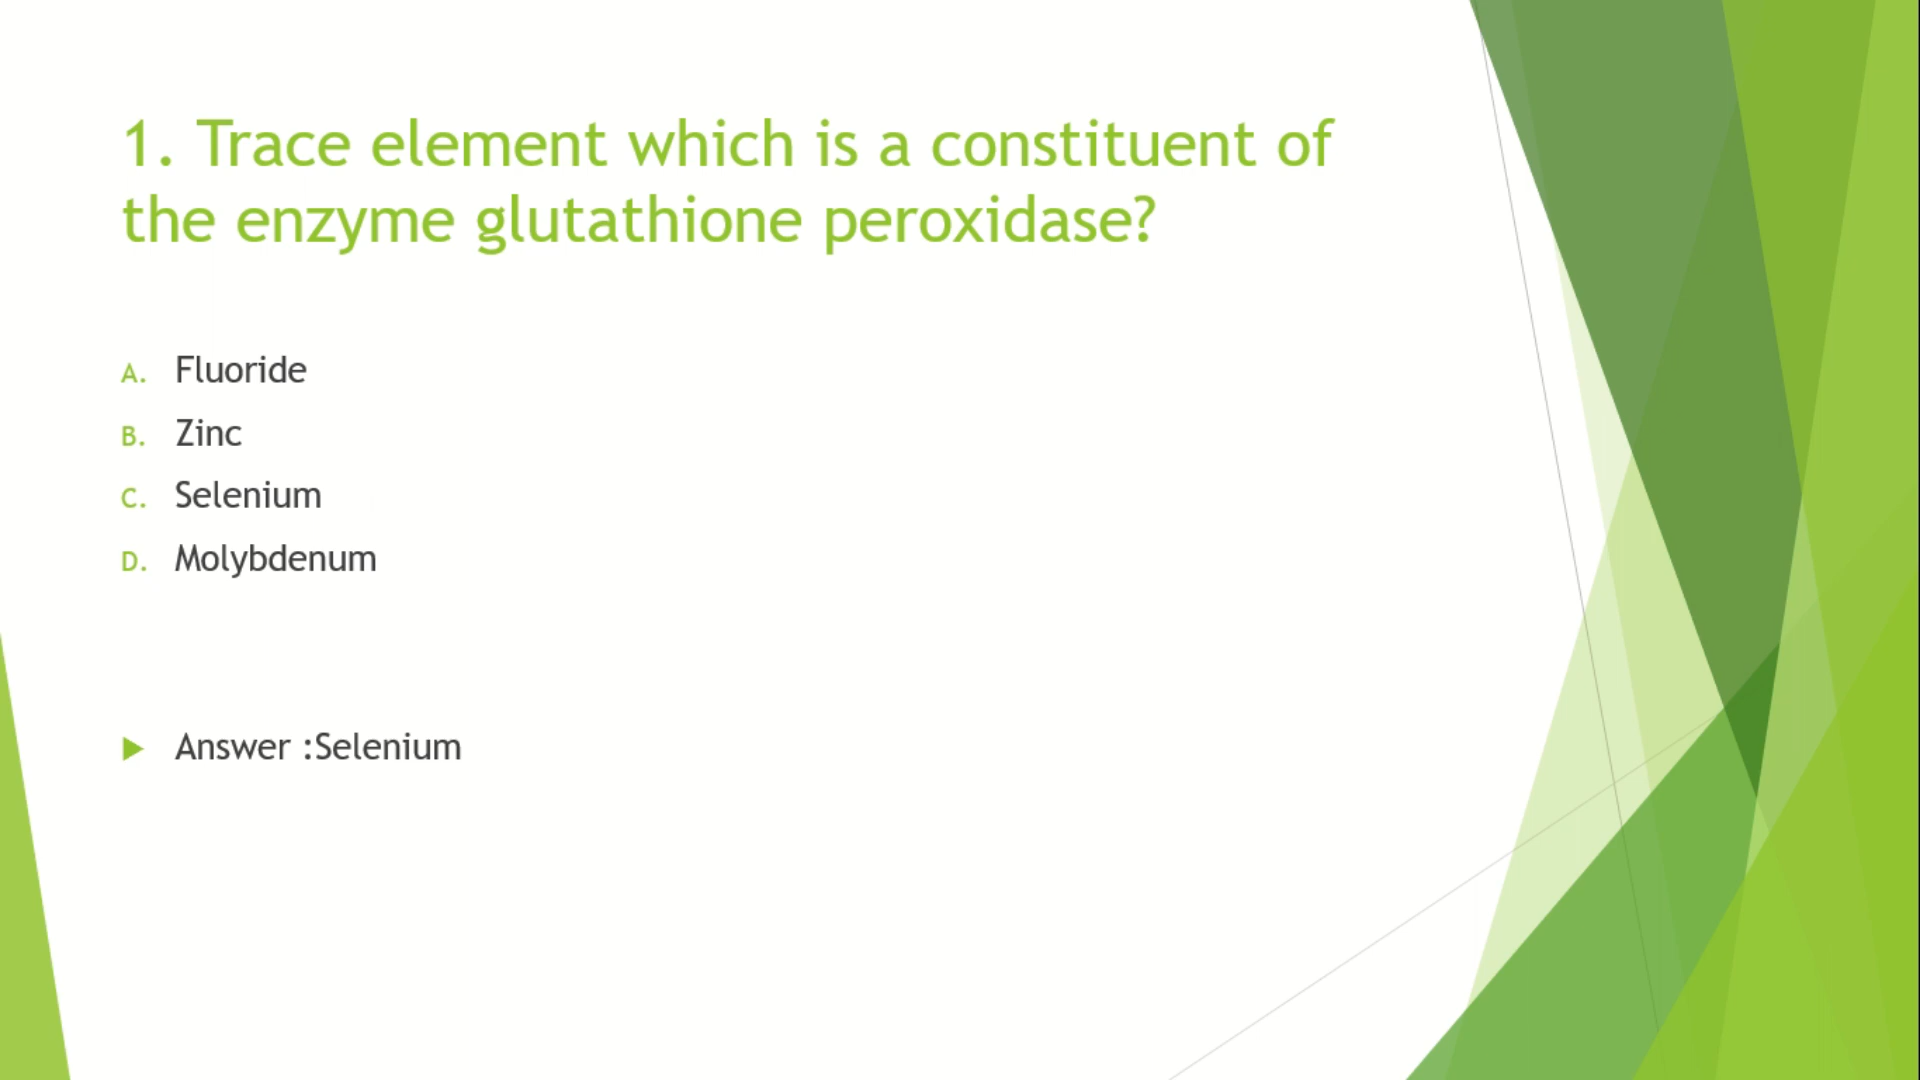 1. Trace element which is a constituent of
the enzyme glutathione peroxidase?
A. Fluoride
B. Zinc
C. Selenium
D. Molybdenum
Answer :Selenium